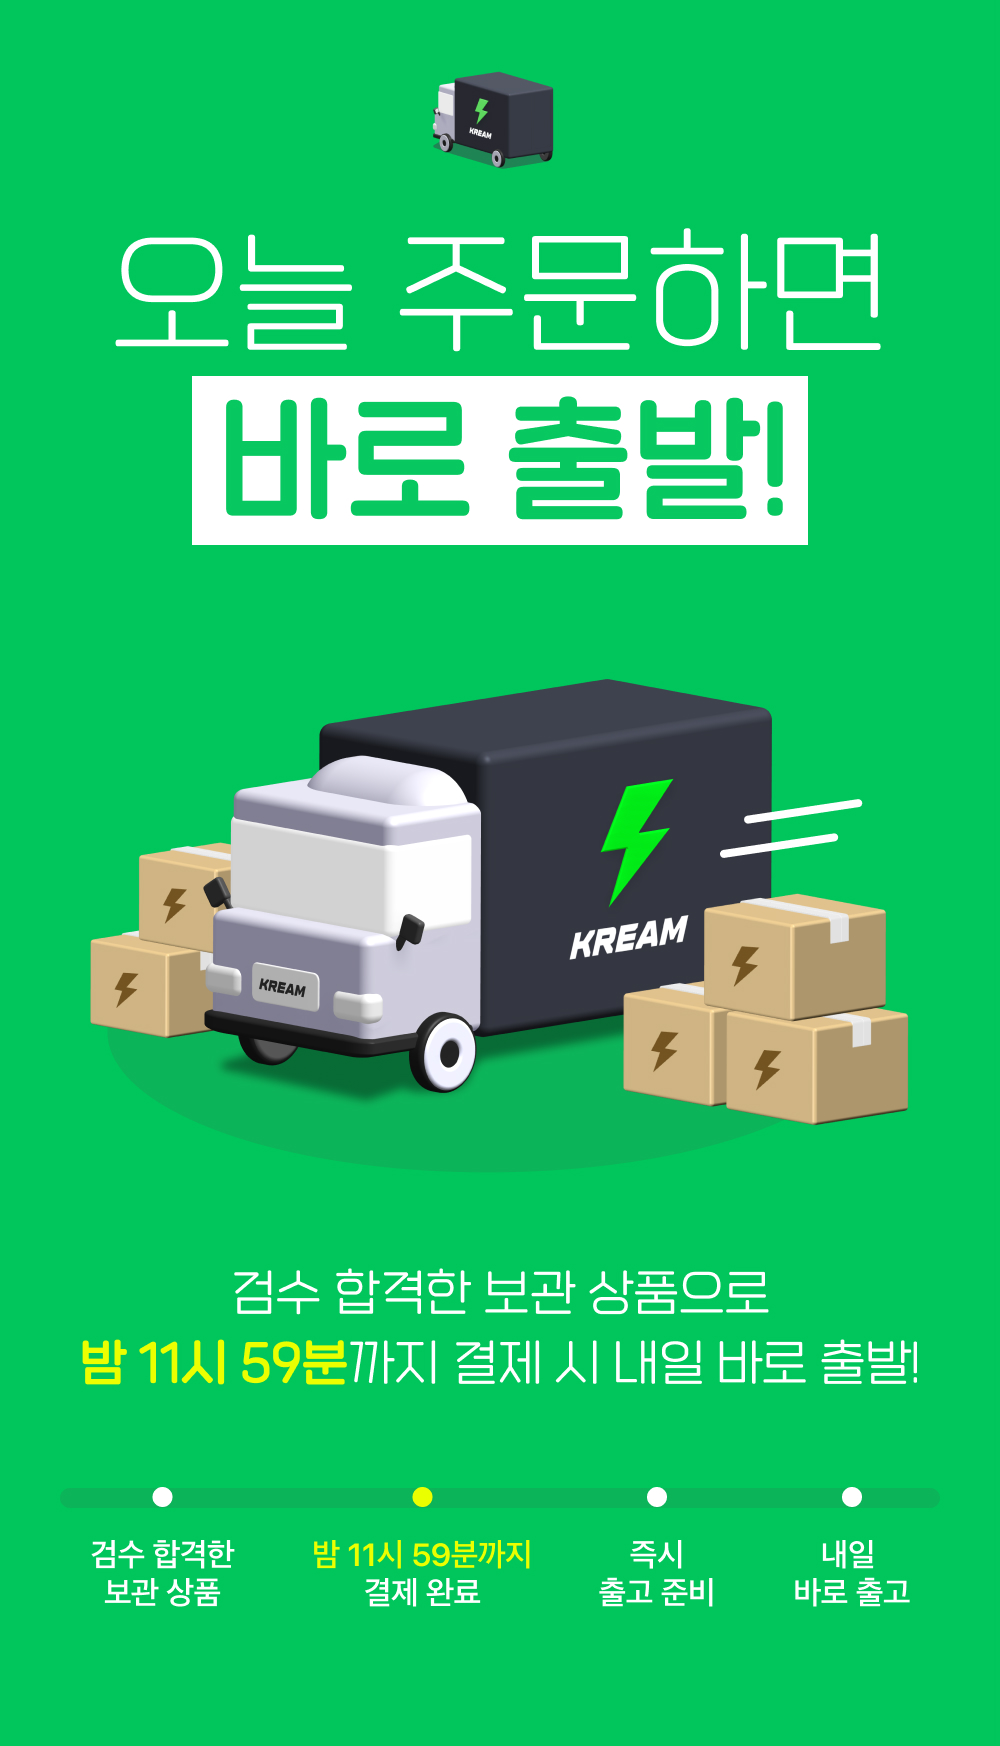 KREAM
오늘 주문하면
바로 출발!
KREAM
KREAM
검수 합격한 보관 상품으로
밤 11시 59분까지 결제 시 내일 바로 출발!
검수 합격한
보관 상품
밤 11시 59분까지
결제 완료
즉시
출고 준비
내일
바로 출고